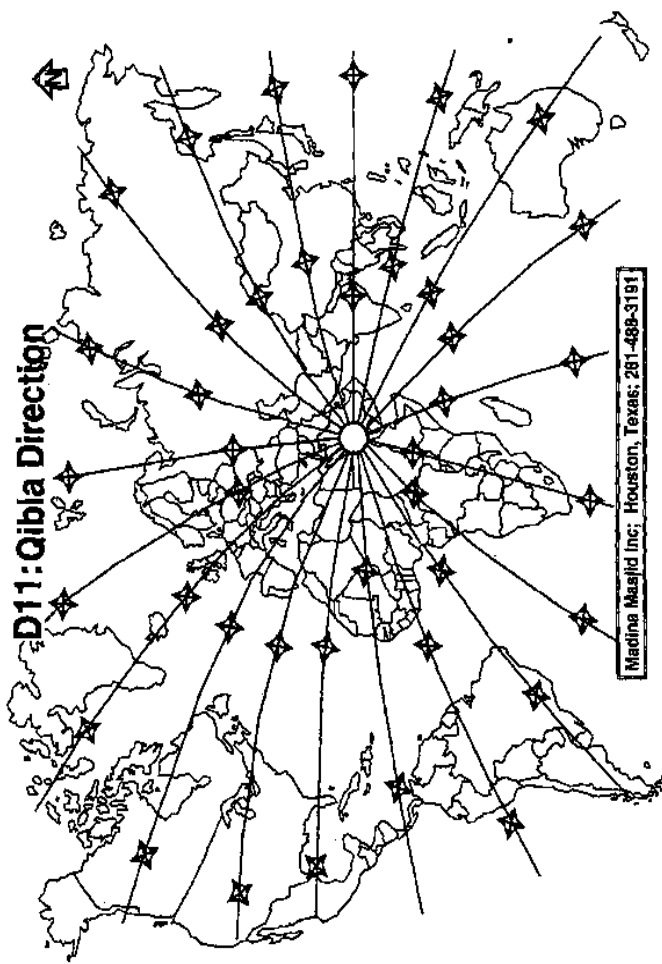 N
D11:Qibla Direction
Madina Masjid Inc; Houston, Texas; 281-488-3191